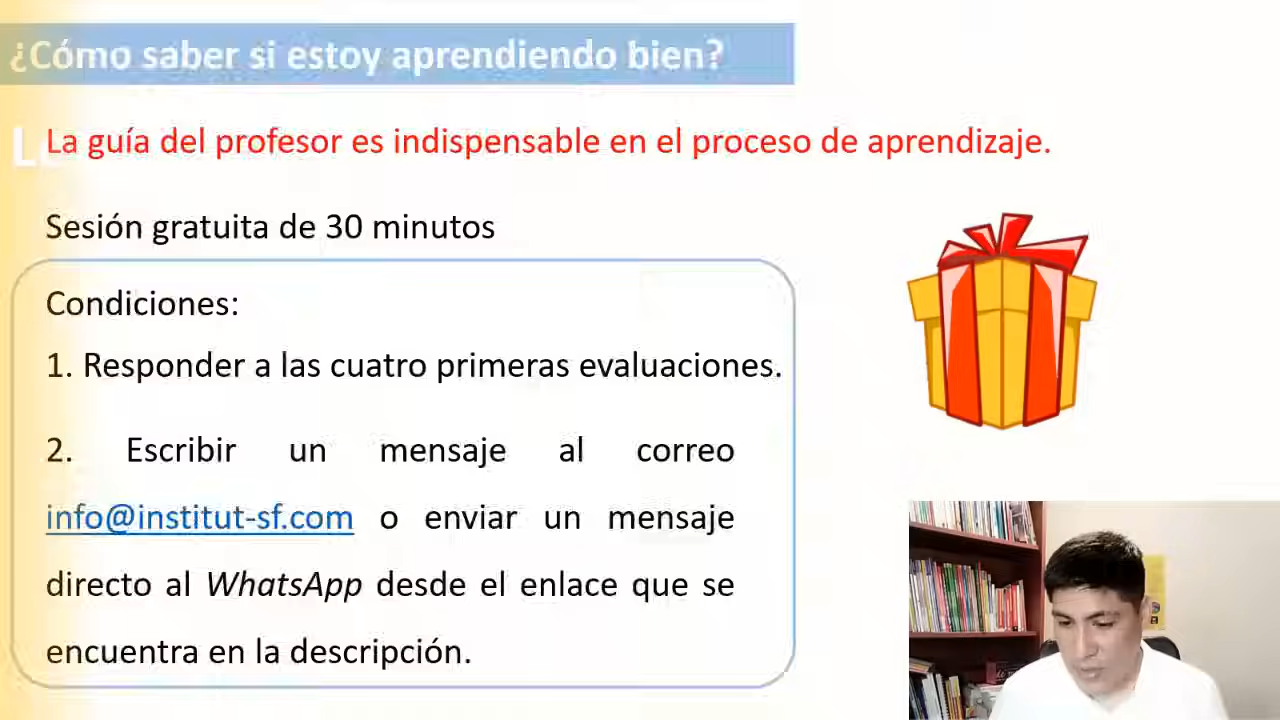 ¿Cómo saber si estoy aprendiendo bien?
La guía del profesor es indispensable en el proceso de aprendizaje.
Sesión gratuita de 30 minutos
Condiciones:
1. Responder a las cuatro primeras evaluaciones.
2. Escribir un mensaje al correo
info@institut-sf.com o enviar un mensaje
directo al WhatsApp desde el enlace que se
encuentra en la descripción.